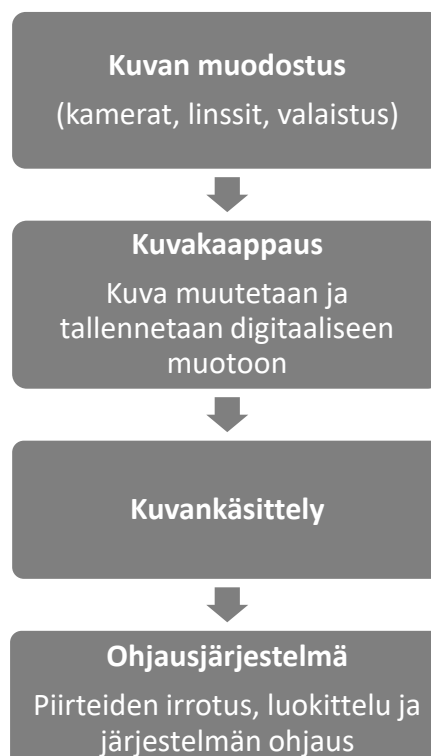 Kuvan muodostus
(kamerat, linssit, valaistus)
Kuvakaappaus
Kuva muutetaan ja
tallennetaan digitaaliseen
muotoon
Kuvankäsittely
Ohjausjärjestelmä
Piirteiden irrotus, luokittelu ja
järjestelmän ohjaus